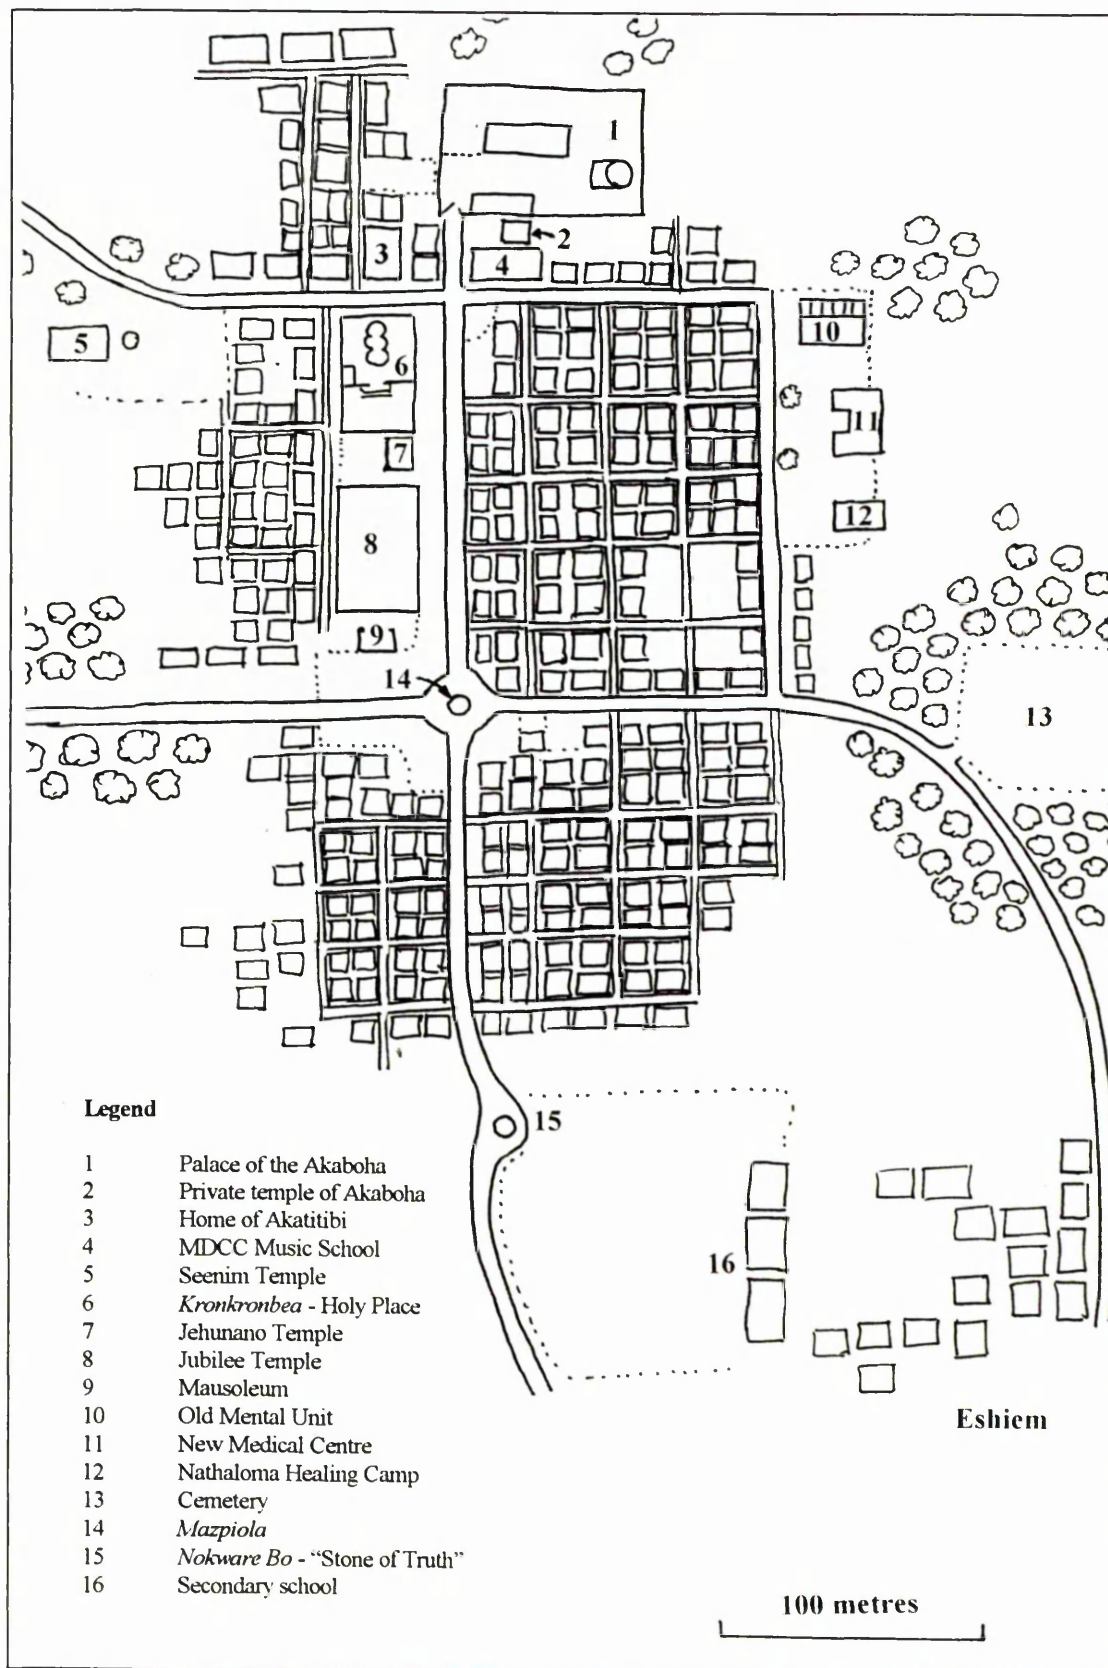 1
2
3
4
5
6
7
8
9
10
11
12
13
14
15
16
Legend
1 Palace of the Akaboha
2 Private temple of Akaboha
3 Home of Akatitibi
4 MDCC Music School
5 Seenim Temple
6 Kronkronbea - Holy Place
7 Jehunano Temple
8 Jubilee Temple
9 Mausoleum
10 Old Mental Unit
11 New Medical Centre
12 Nathaloma Healing Camp
13 Cemetery
14 Mazpiola
15 Nokware Bo - “Stone of Truth”
16 Secondary school
Eshiem
100 metres